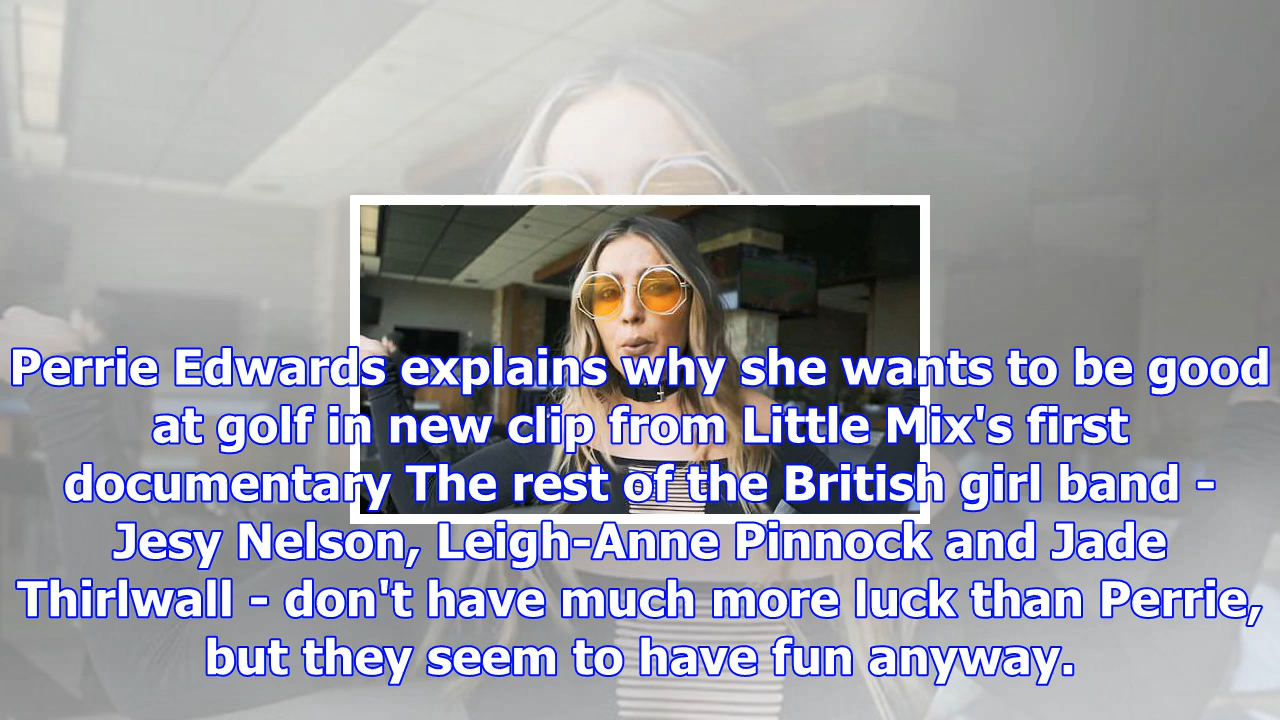 Perrie Edwards explains why she wants to be good
at golf in new clip from Little Mix's first
documentary The rest of the British girl band -
Jesy Nelson, Leigh-Anne Pinnock and Jade
Thirlwall - don't have much more luck than Perrie,
but they seem to have fun anyway.